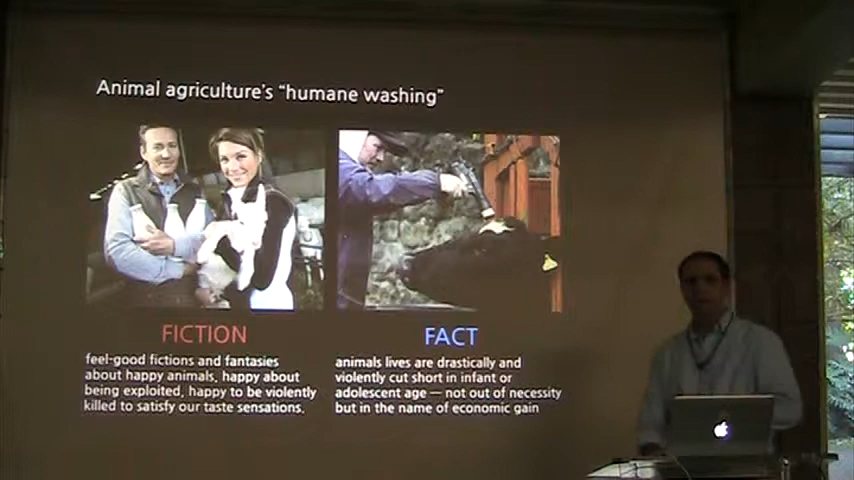 Animal agriculture's "humane washing"
FICTION
feel-good fictions and fantasies
about happy animals, happy about
being exploited, happy to be violently
killed to satisfy our taste sensations.
FACT
animals lives are drastically and
violently cut short in infant or
adolescent age — not out of necessity
but in the name of economic gain